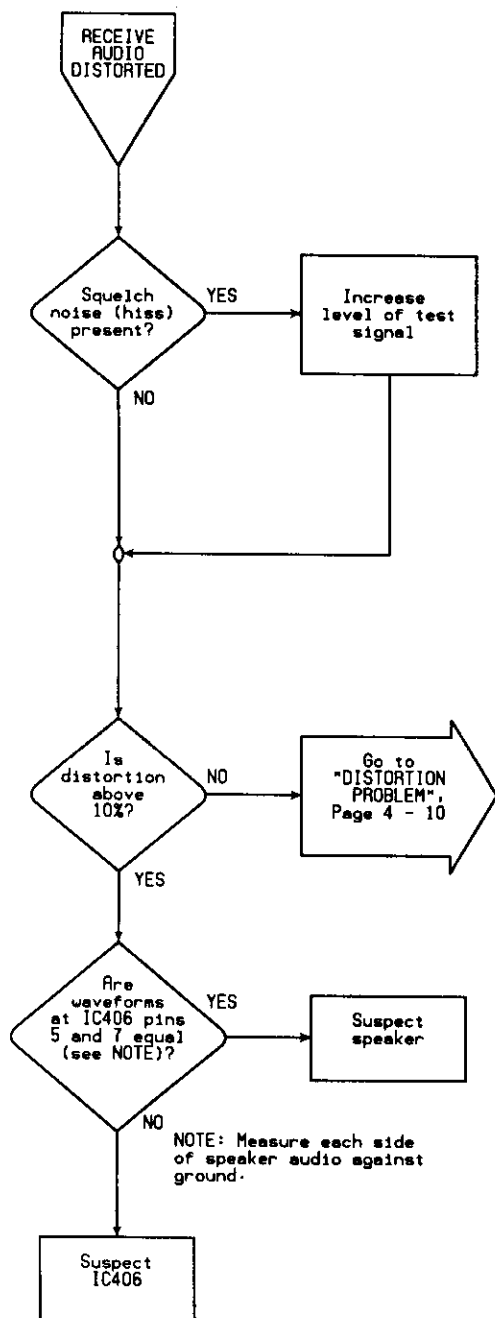 RECEIVE
AUDIO
DISTORTED
Squelch
noise (hiss)
present?
YES
Increase
level of test
signal
NO
Is
distortion
above
10%?
NO
Go to
"DISTORTION
PROBLEM",
Page 4 - 10
YES
Are
waveforms
at IC406 pins
5 and 7 equal
(see NOTE)?
YES
Suspect
speaker
NO
NOTE: Measure each side
of speaker audio against
ground.
Suspect
IC406